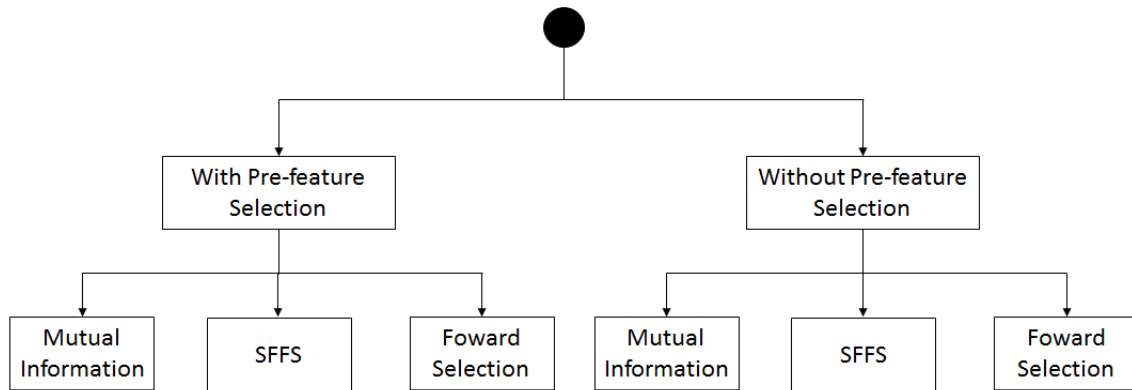 With Pre-feature
Selection
Without Pre-feature
Selection
Mutual
Information
SFFS
Foward
Selection
Mutual
Information
SFFS
Foward
Selection